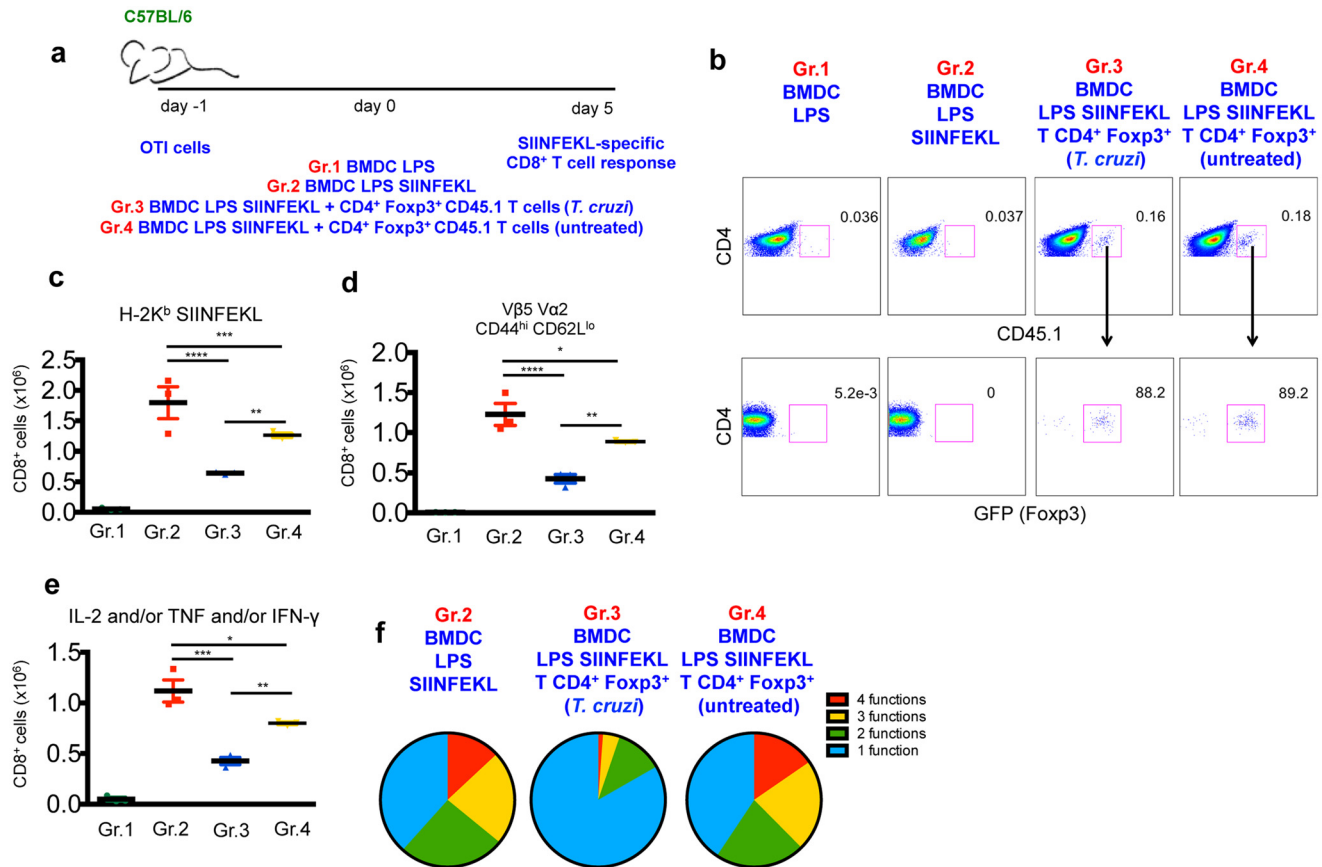 C57BL/6
a
day -1
day 0
day 5
OTI cells
SIINFEKL-specific
CD8⁺ T cell response
Gr.1 BMDC LPS
Gr.2 BMDC LPS SIINFEKL
Gr.3 BMDC LPS SIINFEKL + CD4⁺ Foxp3⁺ CD45.1 T cells (T. cruzi)
Gr.4 BMDC LPS SIINFEKL + CD4⁺ Foxp3⁺ CD45.1 T cells (untreated)
b
Gr.1
BMDC
LPS
Gr.2
BMDC
LPS
SIINFEKL
Gr.3
BMDC
LPS SIINFEKL
T CD4⁺ Foxp3⁺
(T. cruzi)
Gr.4
BMDC
LPS SIINFEKL
T CD4⁺ Foxp3⁺
(untreated)
CD4
0.036
0.037
0.16
0.18
CD45.1
CD4
5.2e-3
0
88.2
89.2
GFP (Foxp3)
c
H-2Kᵇ SIINFEKL
CD8⁺ cells (x10⁶)
2.5
2.0
1.5
1.0
0.5
0.0
***
****
**
Gr.1
Gr.2
Gr.3
Gr.4
d
Vβ5 Vα2
CD44ʰⁱ CD62Lˡᵒ
CD8⁺ cells (x10⁶)
2.0
1.5
1.0
0.5
0.0
*
****
**
Gr.1
Gr.2
Gr.3
Gr.4
e
IL-2 and/or TNF and/or IFN-γ
CD8⁺ cells (x10⁶)
1.5
1.0
0.5
0.0
*
***
**
Gr.1
Gr.2
Gr.3
Gr.4
f
Gr.2
BMDC
LPS
SIINFEKL
Gr.3
BMDC
LPS SIINFEKL
T CD4⁺ Foxp3⁺
(T. cruzi)
Gr.4
BMDC
LPS SIINFEKL
T CD4⁺ Foxp3⁺
(untreated)
4 functions
3 functions
2 functions
1 function